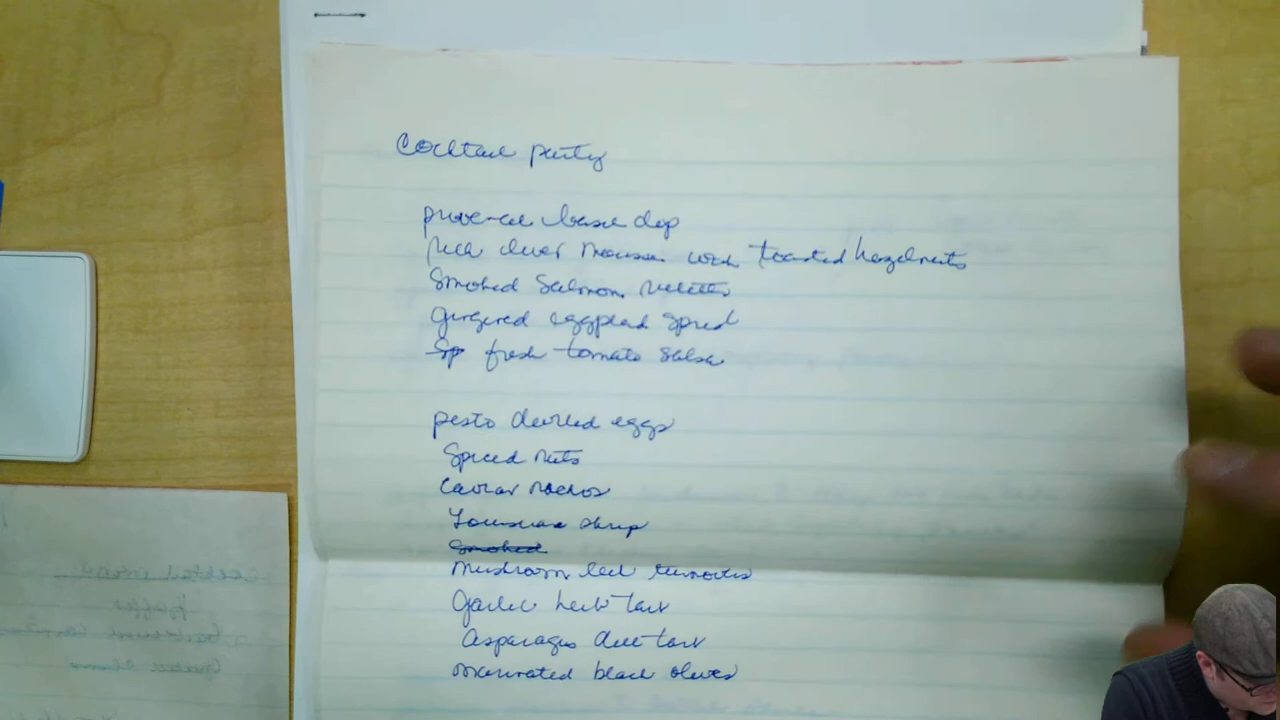 Cocktail party
provencal basil dip
liver mousse with toasted hazelnuts
Smoked Salmon rillettes
gingered eggplant spread
Sp fresh tomato salsa
pesto deviled eggs
Spiced nuts
Caviar nachos
Louisiana shrimp
Smoked
mushroom leek turnovers
Garlic herb tart
Asparagus tart
marinated black olives